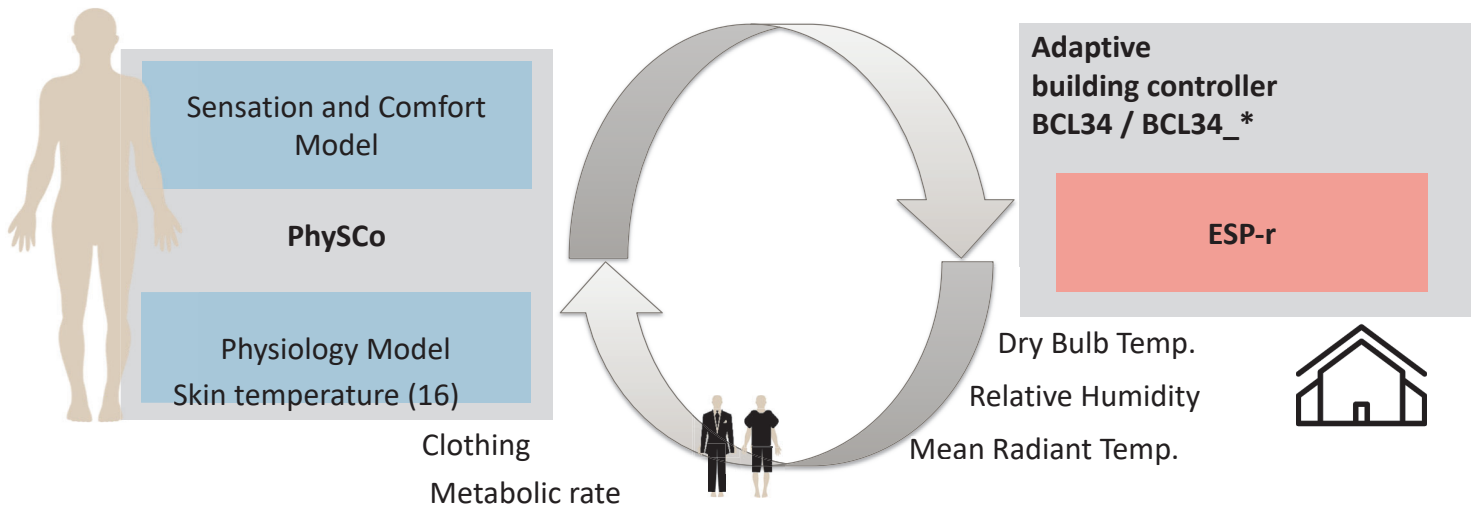 Sensation and Comfort
Model
PhySCo
Physiology Model
Skin temperature (16)
Clothing
Metabolic rate
Adaptive
building controller
BCL34 / BCL34_*
ESP-r
Dry Bulb Temp.
Relative Humidity
Mean Radiant Temp.